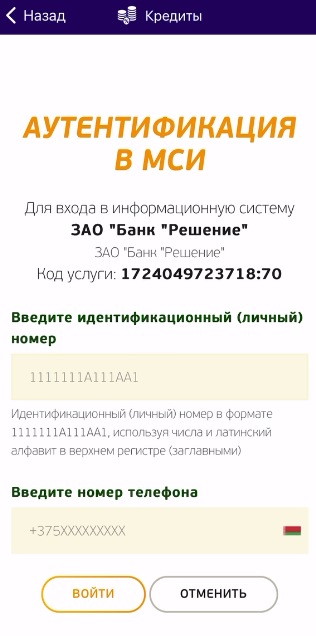 Назад
Кредиты
АУТЕНТИФИКАЦИЯ
В МСИ
Для входа в информационную систему
ЗАО "Банк "Решение"
ЗАО "Банк "Решение"
Код услуги: 1724049723718:70
Введите идентификационный (личный)
номер
1111111A111AA1
Идентификационный (личный) номер в формате
1111111A111AA1, используя числа и латинский
алфавит в верхнем регистре (заглавными)
Введите номер телефона
+375XXXXXXXXX
ВОЙТИ
ОТМЕНИТЬ